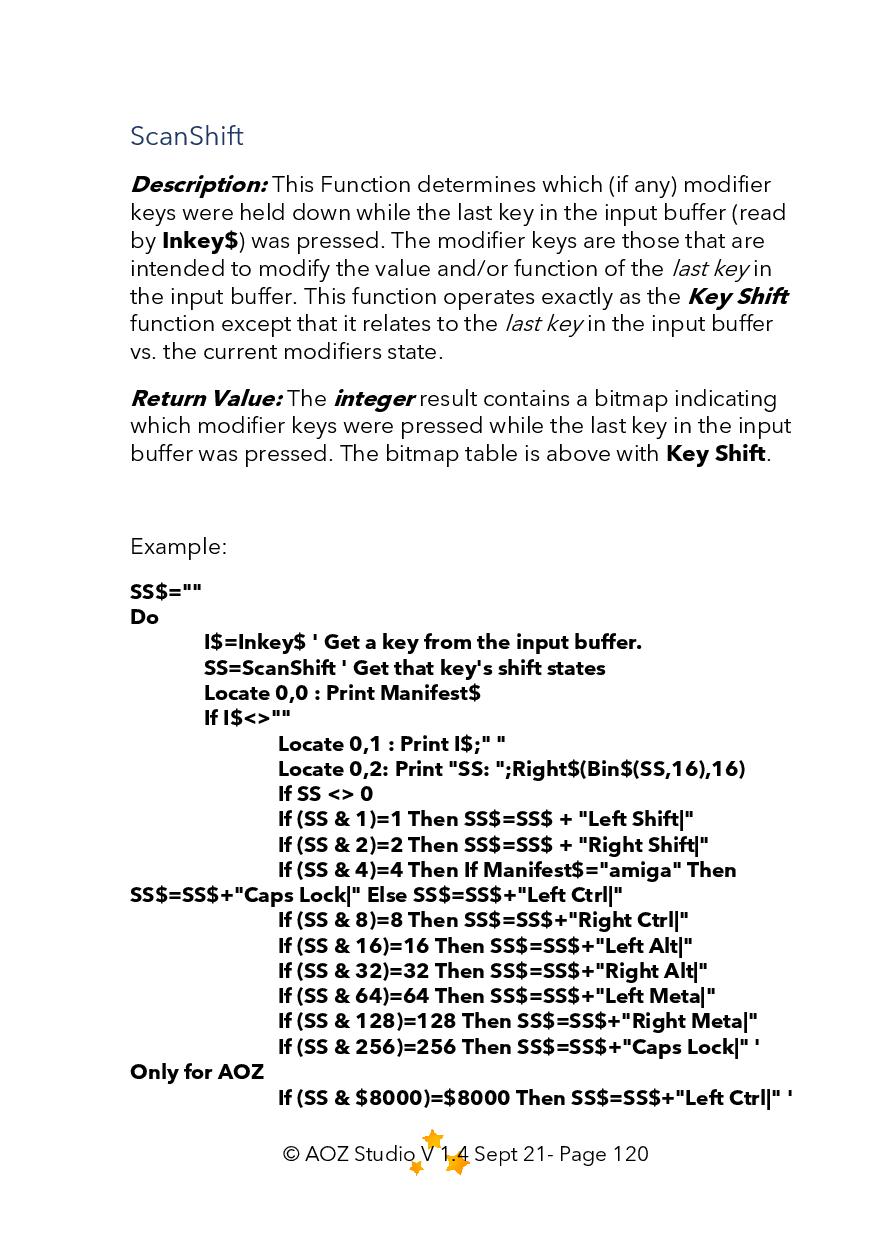 ScanShift
Description: This Function determines which (if any) modifier
keys were held down while the last key in the input buffer (read
by Inkey$) was pressed. The modifier keys are those that are
intended to modify the value and/or function of the last key in
the input buffer. This function operates exactly as the Key Shift
function except that it relates to the last key in the input buffer
vs. the current modifiers state.
Return Value: The integer result contains a bitmap indicating
which modifier keys were pressed while the last key in the input
buffer was pressed. The bitmap table is above with Key Shift.
Example:
SS$=""
Do
I$=Inkey$ ' Get a key from the input buffer.
SS=ScanShift ' Get that key's shift states
Locate 0,0 : Print Manifest$
If I$<>""
Locate 0,1 : Print I$;" "
Locate 0,2: Print "SS: ";Right$(Bin$(SS,16),16)
If SS <> 0
If (SS & 1)=1 Then SS$=SS$ + "Left Shift|"
If (SS & 2)=2 Then SS$=SS$ + "Right Shift|"
If (SS & 4)=4 Then If Manifest$="amiga" Then
SS$=SS$+"Caps Lock|" Else SS$=SS$+"Left Ctrl|"
If (SS & 8)=8 Then SS$=SS$+"Right Ctrl|"
If (SS & 16)=16 Then SS$=SS$+"Left Alt|"
If (SS & 32)=32 Then SS$=SS$+"Right Alt|"
If (SS & 64)=64 Then SS$=SS$+"Left Meta|"
If (SS & 128)=128 Then SS$=SS$+"Right Meta|"
If (SS & 256)=256 Then SS$=SS$+"Caps Lock|" '
Only for AOZ
If (SS & $8000)=$8000 Then SS$=SS$+"Left Ctrl|" '
© AOZ Studio V 1.4 Sept 21- Page 120